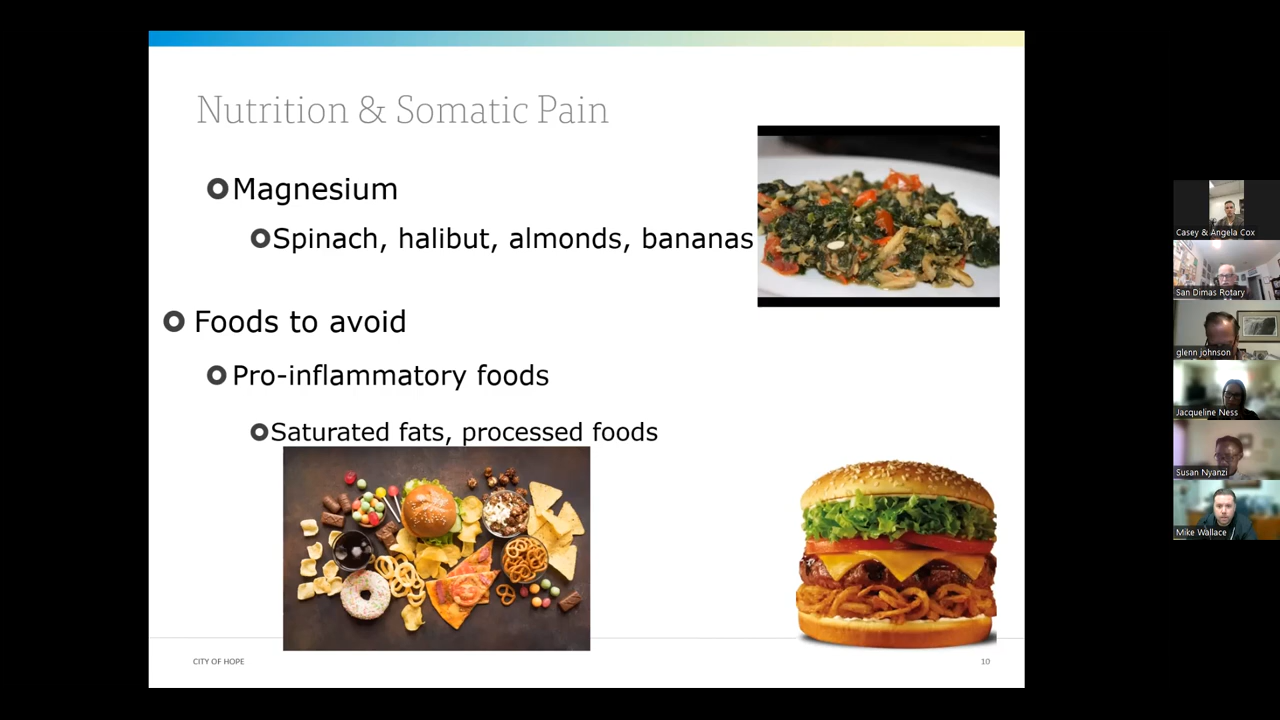 Nutrition & Somatic Pain
Magnesium
Spinach, halibut, almonds, bananas
Foods to avoid
Pro-inflammatory foods
Saturated fats, processed foods
CITY OF HOPE
10
Casey & Angela Cox
San Dimas Rotary
glenn johnson
Jacqueline Ness
Susan Nyanzi
Mike Wallace